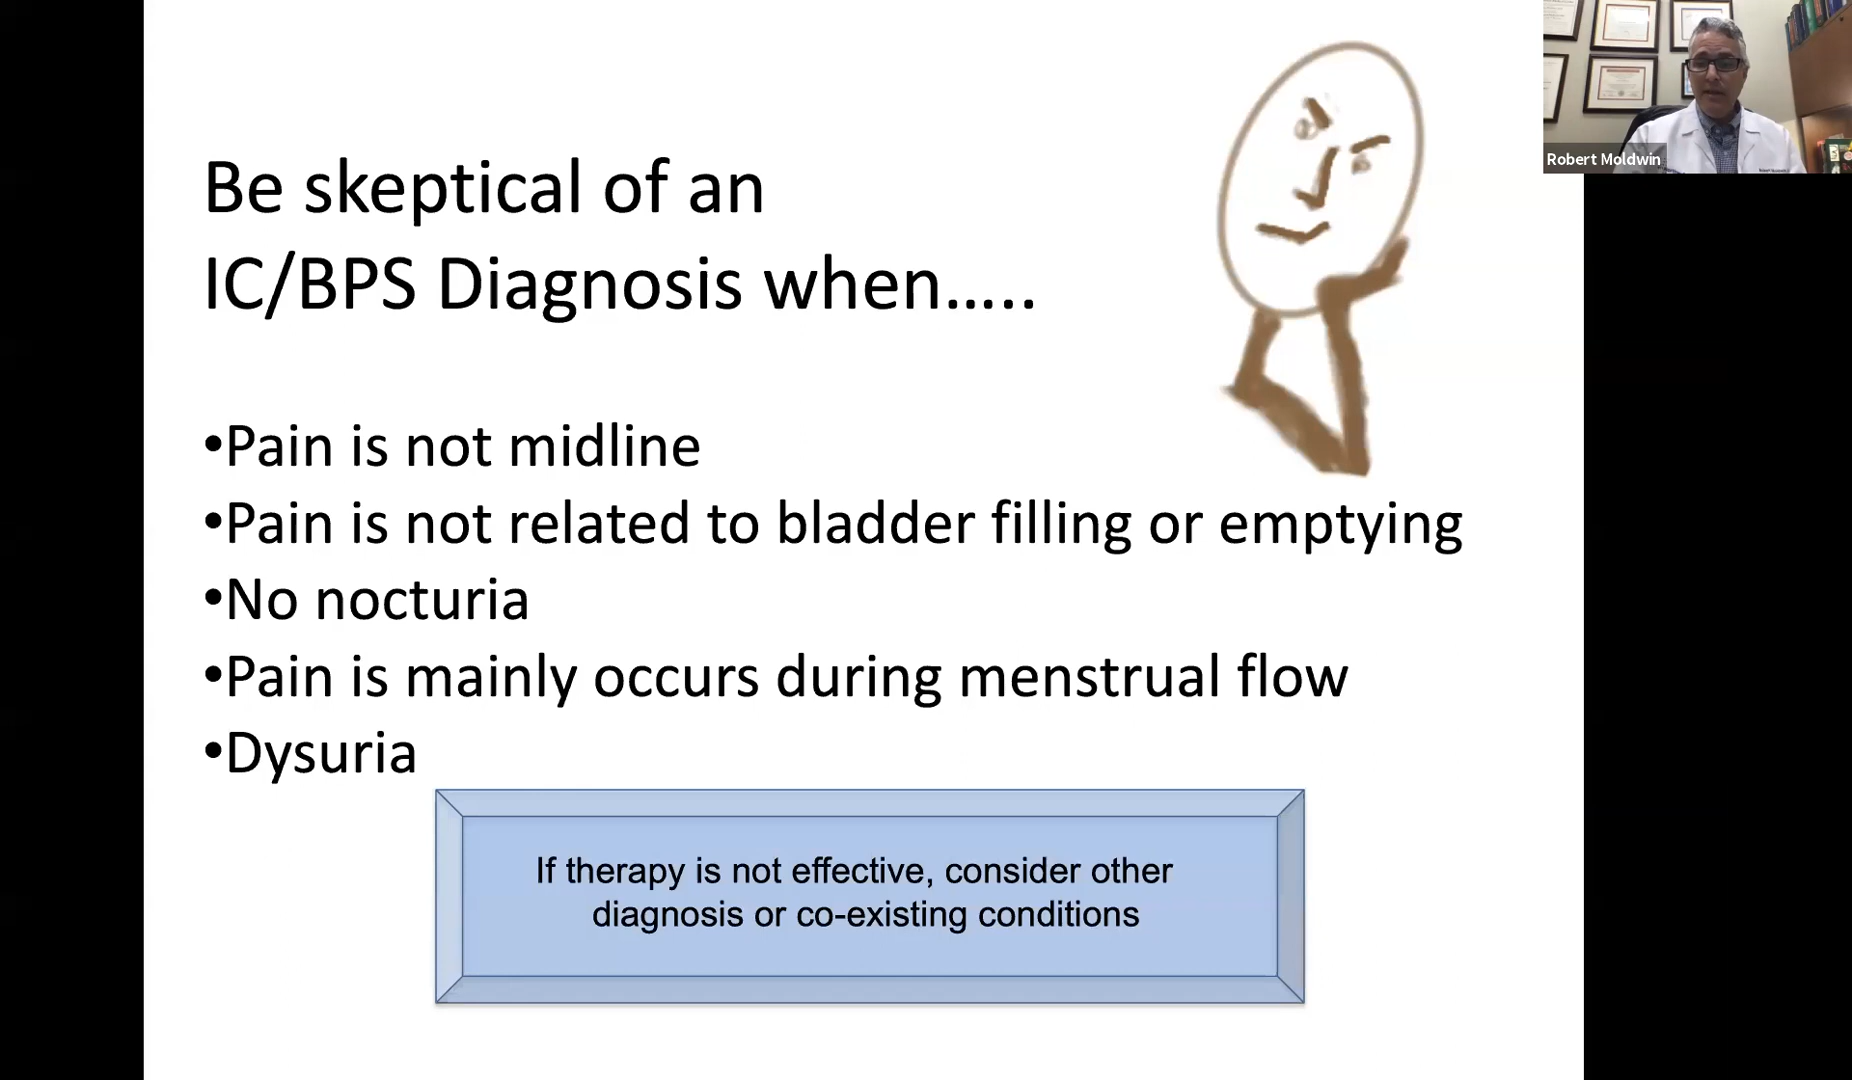 Be skeptical of an
IC/BPS Diagnosis when…..
•Pain is not midline
•Pain is not related to bladder filling or emptying
•No nocturia
•Pain is mainly occurs during menstrual flow
•Dysuria
If therapy is not effective, consider other
diagnosis or co-existing conditions
Robert Moldwin